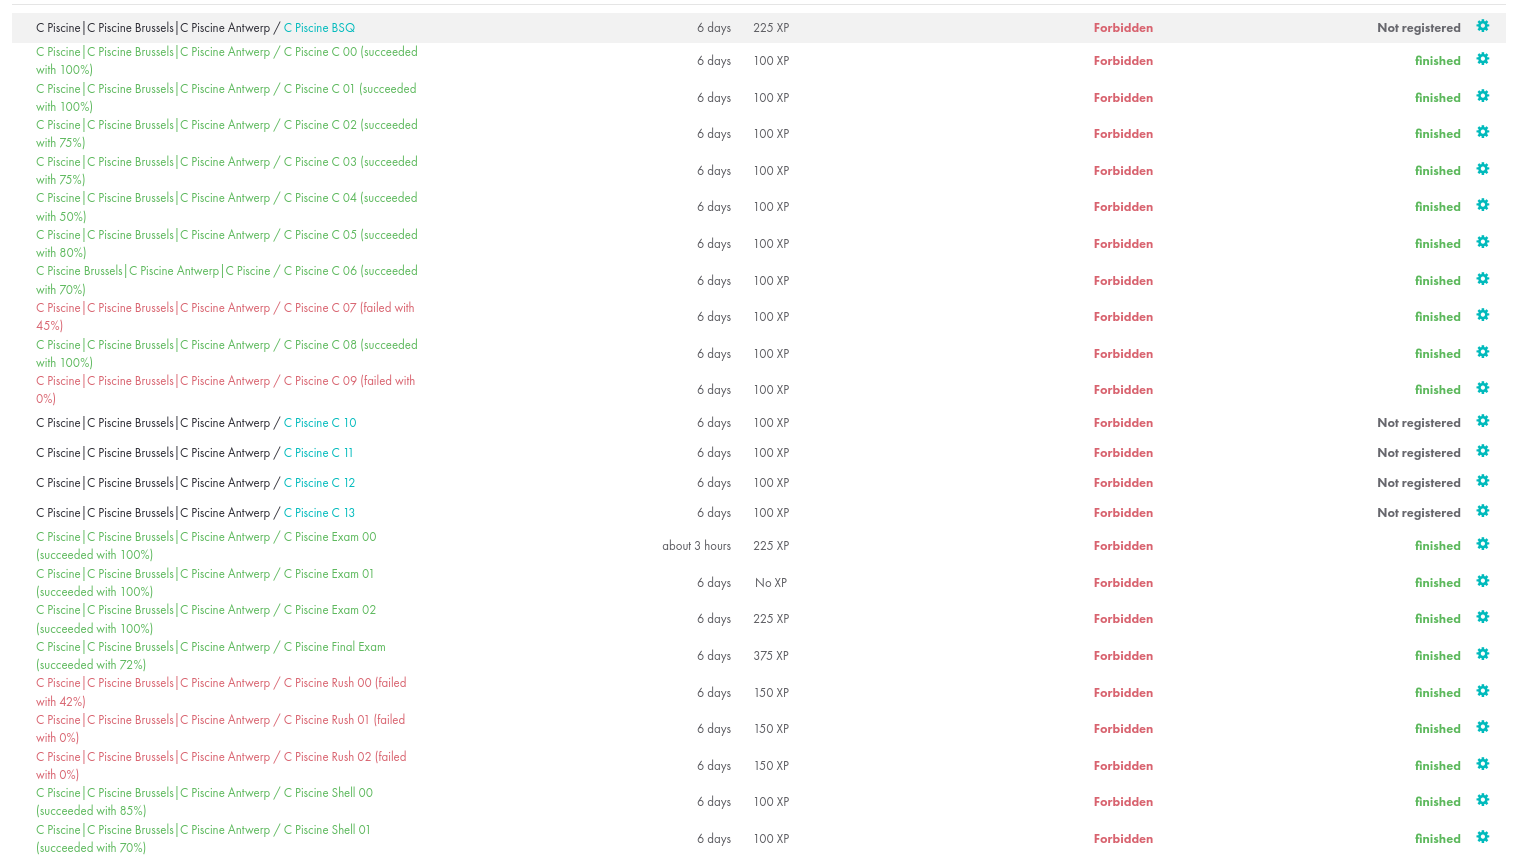 C Piscine|C Piscine Brussels|C Piscine Antwerp / C Piscine BSQ 6 days 225 XP Forbidden Not registered
C Piscine|C Piscine Brussels|C Piscine Antwerp / C Piscine C 00 (succeeded
with 100%) 6 days 100 XP Forbidden finished
C Piscine|C Piscine Brussels|C Piscine Antwerp / C Piscine C 01 (succeeded
with 100%) 6 days 100 XP Forbidden finished
C Piscine|C Piscine Brussels|C Piscine Antwerp / C Piscine C 02 (succeeded
with 75%) 6 days 100 XP Forbidden finished
C Piscine|C Piscine Brussels|C Piscine Antwerp / C Piscine C 03 (succeeded
with 75%) 6 days 100 XP Forbidden finished
C Piscine|C Piscine Brussels|C Piscine Antwerp / C Piscine C 04 (succeeded
with 50%) 6 days 100 XP Forbidden finished
C Piscine|C Piscine Brussels|C Piscine Antwerp / C Piscine C 05 (succeeded
with 80%) 6 days 100 XP Forbidden finished
C Piscine Brussels|C Piscine Antwerp|C Piscine / C Piscine C 06 (succeeded
with 70%) 6 days 100 XP Forbidden finished
C Piscine|C Piscine Brussels|C Piscine Antwerp / C Piscine C 07 (failed with
45%) 6 days 100 XP Forbidden finished
C Piscine|C Piscine Brussels|C Piscine Antwerp / C Piscine C 08 (succeeded
with 100%) 6 days 100 XP Forbidden finished
C Piscine|C Piscine Brussels|C Piscine Antwerp / C Piscine C 09 (failed with
0%) 6 days 100 XP Forbidden finished
C Piscine|C Piscine Brussels|C Piscine Antwerp / C Piscine C 10 6 days 100 XP Forbidden Not registered
C Piscine|C Piscine Brussels|C Piscine Antwerp / C Piscine C 11 6 days 100 XP Forbidden Not registered
C Piscine|C Piscine Brussels|C Piscine Antwerp / C Piscine C 12 6 days 100 XP Forbidden Not registered
C Piscine|C Piscine Brussels|C Piscine Antwerp / C Piscine C 13 6 days 100 XP Forbidden Not registered
C Piscine|C Piscine Brussels|C Piscine Antwerp / C Piscine Exam 00
(succeeded with 100%) about 3 hours 225 XP Forbidden finished
C Piscine|C Piscine Brussels|C Piscine Antwerp / C Piscine Exam 01
(succeeded with 100%) 6 days No XP Forbidden finished
C Piscine|C Piscine Brussels|C Piscine Antwerp / C Piscine Exam 02
(succeeded with 100%) 6 days 225 XP Forbidden finished
C Piscine|C Piscine Brussels|C Piscine Antwerp / C Piscine Final Exam
(succeeded with 72%) 6 days 375 XP Forbidden finished
C Piscine|C Piscine Brussels|C Piscine Antwerp / C Piscine Rush 00 (failed
with 42%) 6 days 150 XP Forbidden finished
C Piscine|C Piscine Brussels|C Piscine Antwerp / C Piscine Rush 01 (failed
with 0%) 6 days 150 XP Forbidden finished
C Piscine|C Piscine Brussels|C Piscine Antwerp / C Piscine Rush 02 (failed
with 0%) 6 days 150 XP Forbidden finished
C Piscine|C Piscine Brussels|C Piscine Antwerp / C Piscine Shell 00
(succeeded with 85%) 6 days 100 XP Forbidden finished
C Piscine|C Piscine Brussels|C Piscine Antwerp / C Piscine Shell 01
(succeeded with 70%) 6 days 100 XP Forbidden finished